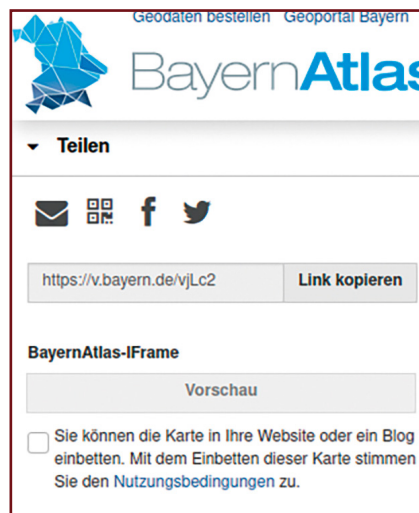 Geodaten bestellen Geoportal Bayern
BayernAtlas
Teilen
https://v.bayern.de/vjLc2 Link kopieren
BayernAtlas-IFrame
Vorschau
Sie können die Karte in Ihre Website oder ein Blog
einbetten. Mit dem Einbetten dieser Karte stimmen
Sie den Nutzungsbedingungen zu.